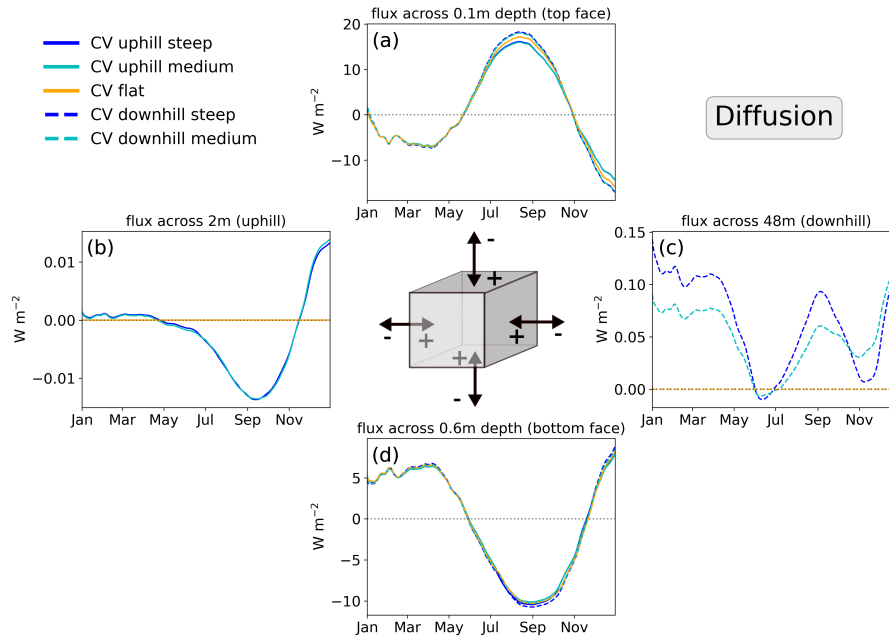 CV uphill steep
CV uphill medium
CV flat
CV downhill steep
CV downhill medium
flux across 0.1m depth (top face)
(a)
W m⁻²
20
10
0
−10
Jan Mar May Jul Sep Nov
Diffusion
flux across 2m (uphill)
(b)
W m⁻²
0.01
0.00
−0.01
Jan Mar May Jul Sep Nov
- + - + + - + -
flux across 48m (downhill)
(c)
W m⁻²
0.15
0.10
0.05
0.00
Jan Mar May Jul Sep Nov
flux across 0.6m depth (bottom face)
(d)
W m⁻²
5
0
−5
−10
Jan Mar May Jul Sep Nov